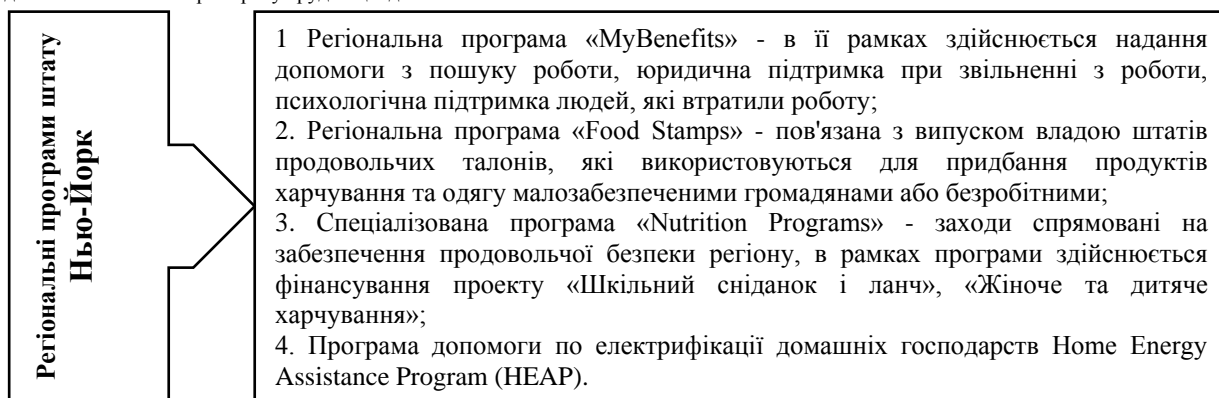 Регіональні програми штату
Нью-Йорк
1 Регіональна програма «MyBenefits» - в її рамках здійснюється надання
допомоги з пошуку роботи, юридична підтримка при звільненні з роботи,
психологічна підтримка людей, які втратили роботу;
2. Регіональна програма «Food Stamps» - пов'язана з випуском владою штатів
продовольчих талонів, які використовуються для придбання продуктів
харчування та одягу малозабезпеченими громадянами або безробітними;
3. Спеціалізована програма «Nutrition Programs» - заходи спрямовані на
забезпечення продовольчої безпеки регіону, в рамках програми здійснюється
фінансування проекту «Шкільний сніданок і ланч», «Жіноче та дитяче
харчування»;
4. Програма допомоги по електрифікації домашніх господарств Home Energy
Assistance Program (HEAP).